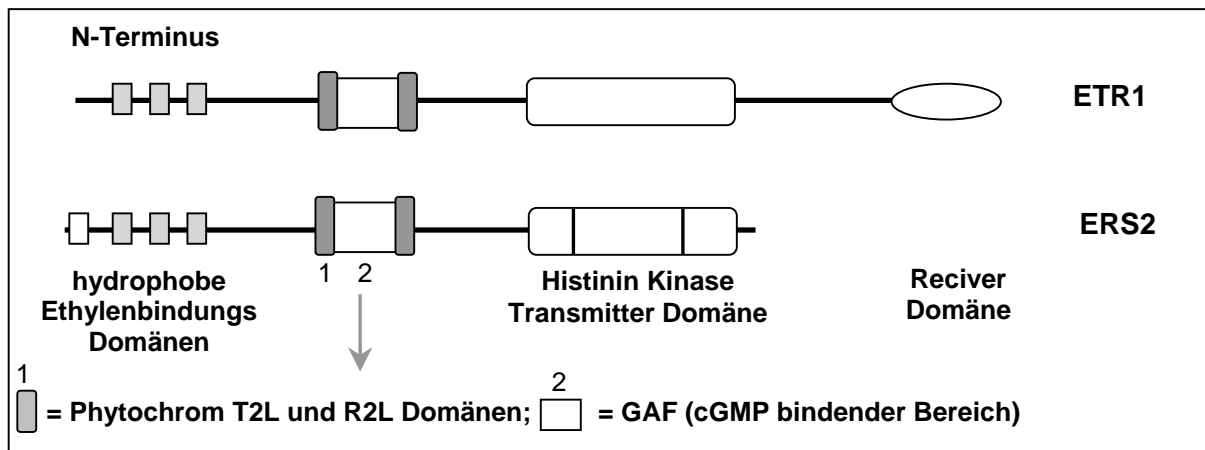 N-Terminus
ETR1
ERS2
1 2
hydrophobe
Ethylenbindungs
Domänen
Histinin Kinase
Transmitter Domäne
Reciver
Domäne
1
= Phytochrom T2L und R2L Domänen;
2
= GAF (cGMP bindender Bereich)